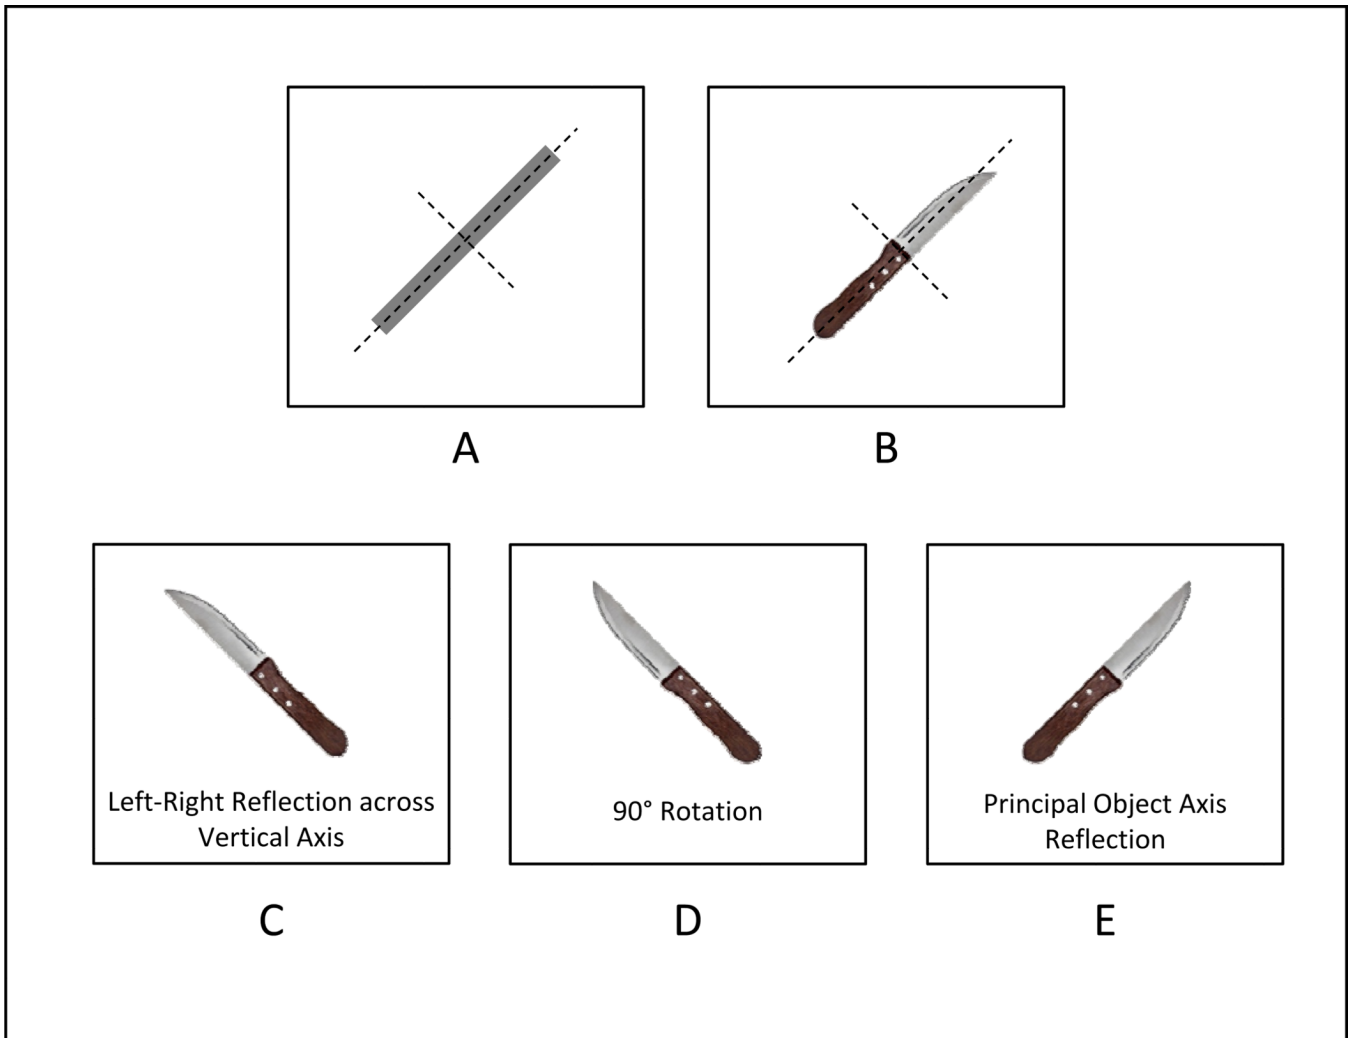 A
B
Left-Right Reflection across
Vertical Axis
90° Rotation
Principal Object Axis
Reflection
C
D
E